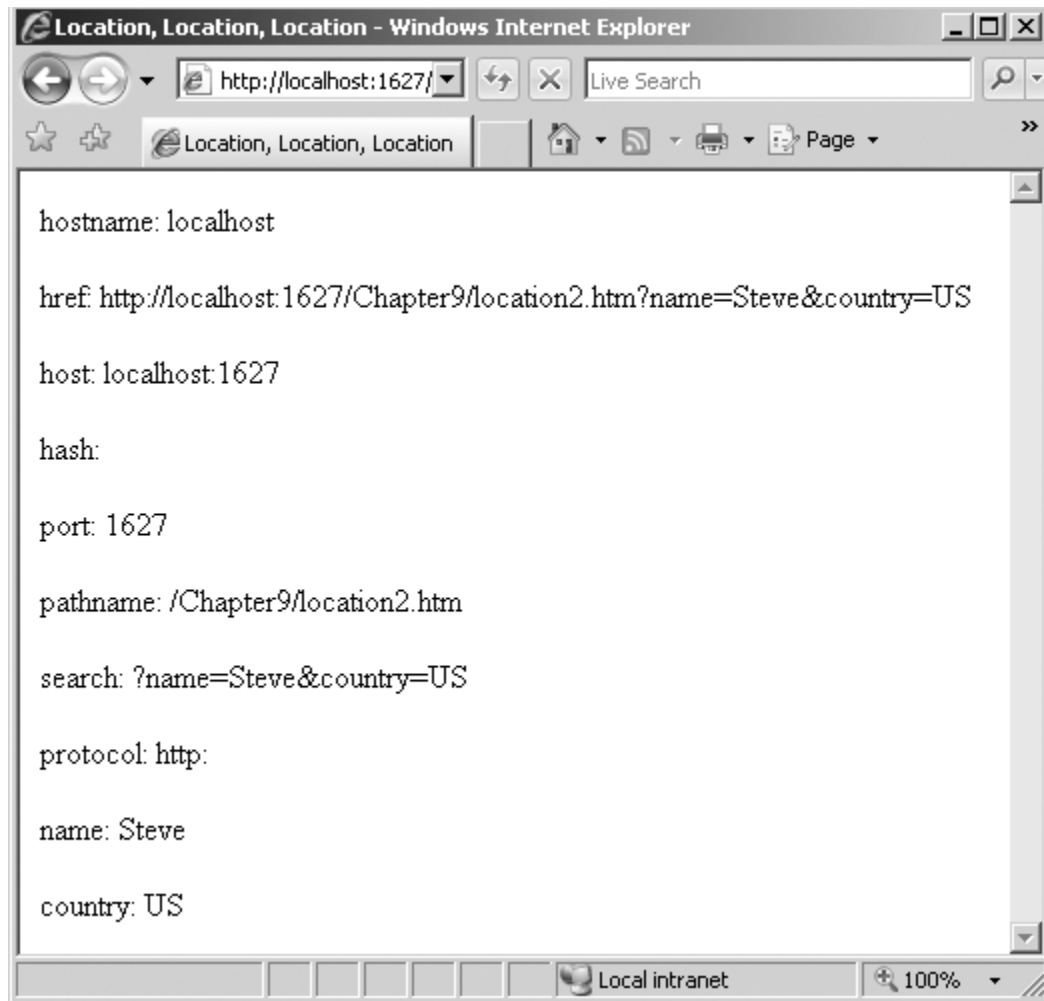 Location, Location, Location - Windows Internet Explorer
http://localhost:1627/
Live Search
Location, Location, Location
Page
»
hostname: localhost
href: http://localhost:1627/Chapter9/location2.htm?name=Steve&country=US
host: localhost:1627
hash:
port: 1627
pathname: /Chapter9/location2.htm
search: ?name=Steve&country=US
protocol: http:
name: Steve
country: US
Local intranet
100%